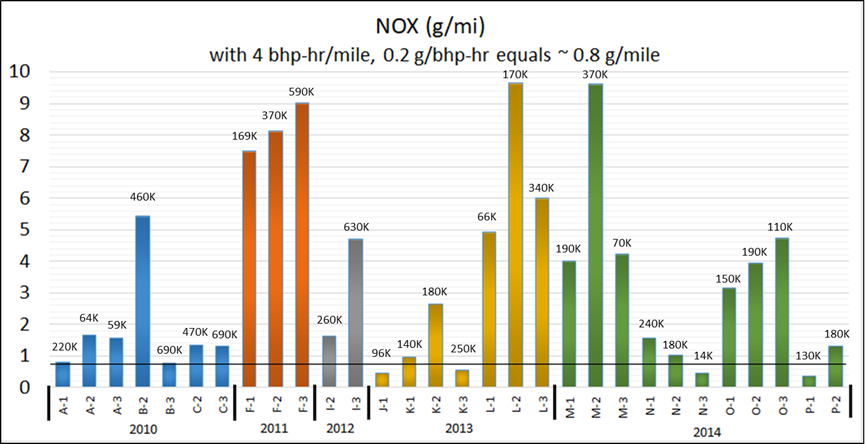 NOX (g/mi)
with 4 bhp-hr/mile, 0.2 g/bhp-hr equals ~ 0.8 g/mile
10
9
8
7
6
5
4
3
2
1
0
220K
64K
59K
460K
690K
470K
690K
169K
370K
590K
260K
630K
96K
140K
180K
250K
66K
170K
340K
190K
370K
70K
240K
180K
14K
150K
190K
110K
130K
180K
A-1
A-2
A-3
B-2
B-3
C-2
C-3
F-1
F-2
F-3
I-2
I-3
J-1
K-1
K-2
K-3
L-1
L-2
L-3
M-1
M-2
M-3
N-1
N-2
N-3
O-1
O-2
O-3
P-1
P-2
2010
2011
2012
2013
2014